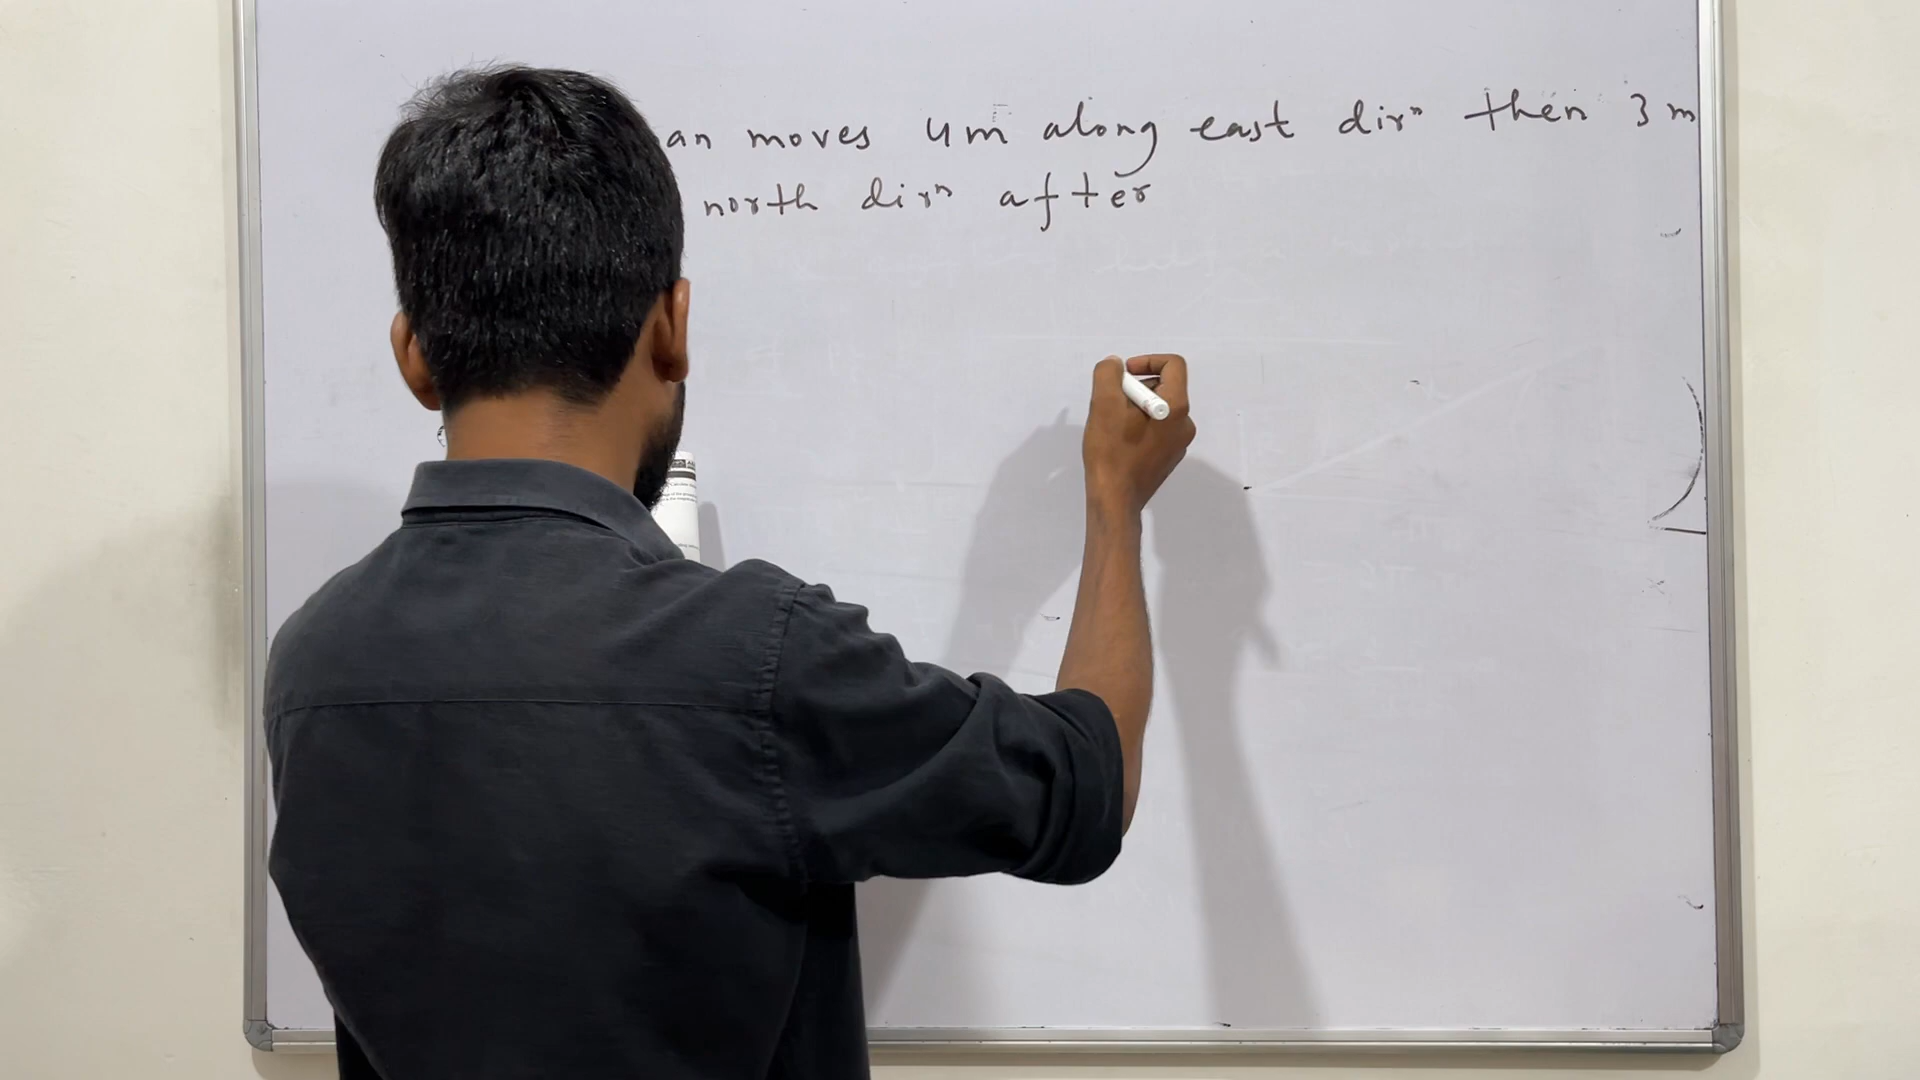 an moves 4m along east dirⁿ then 3 m
north dirⁿ after